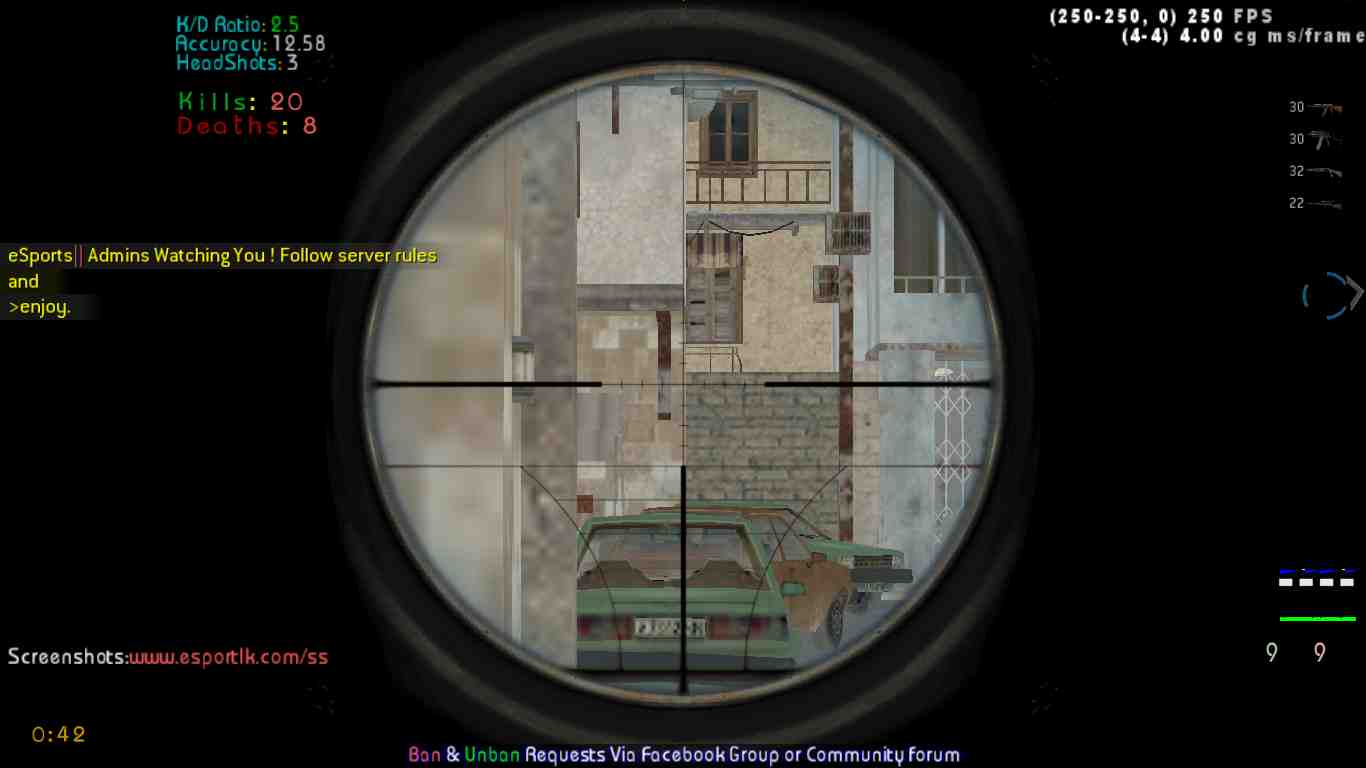 K/D Ratio: 2.5
Accuracy: 12.58
HeadShots: 3
Kills: 20
Deaths: 8
(250-250, 0) 250 FPS
(4-4) 4.00 cg ms/frame
30
30
32
22
eSports|| Admins Watching You ! Follow server rules
and
>enjoy.
Screenshots:www.esportlk.com/ss
9 9
0:42
Ban & Unban Requests Via Facebook Group or Community Forum